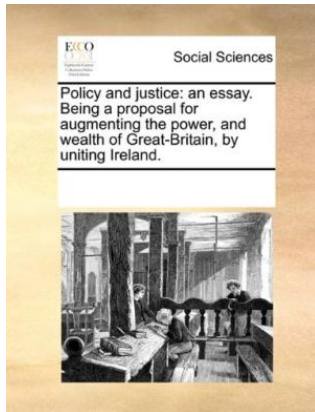 ECCO
Social Sciences
Policy and justice: an essay.
Being a proposal for
augmenting the power, and
wealth of Great-Britain, by
uniting Ireland.